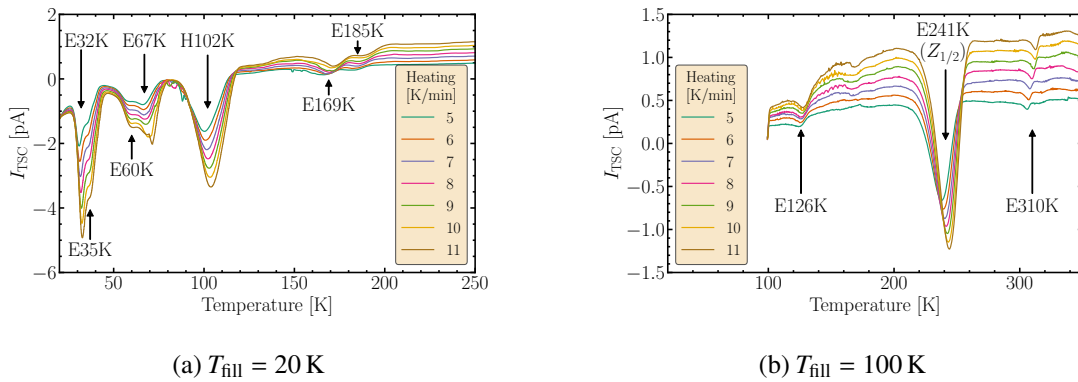 2
0
−2
−4
−6
I_TSC [pA]
E32K
E67K
H102K
E185K
E169K
E60K
E35K
Heating
[K/min]
5
6
7
8
9
10
11
50
100
150
200
250
Temperature [K]
(a) T_fill = 20 K
1.5
1.0
0.5
0.0
−0.5
−1.0
−1.5
I_TSC [pA]
E241K
(Z_1/2)
E126K
E310K
Heating
[K/min]
5
6
7
8
9
10
11
100
200
300
Temperature [K]
(b) T_fill = 100 K